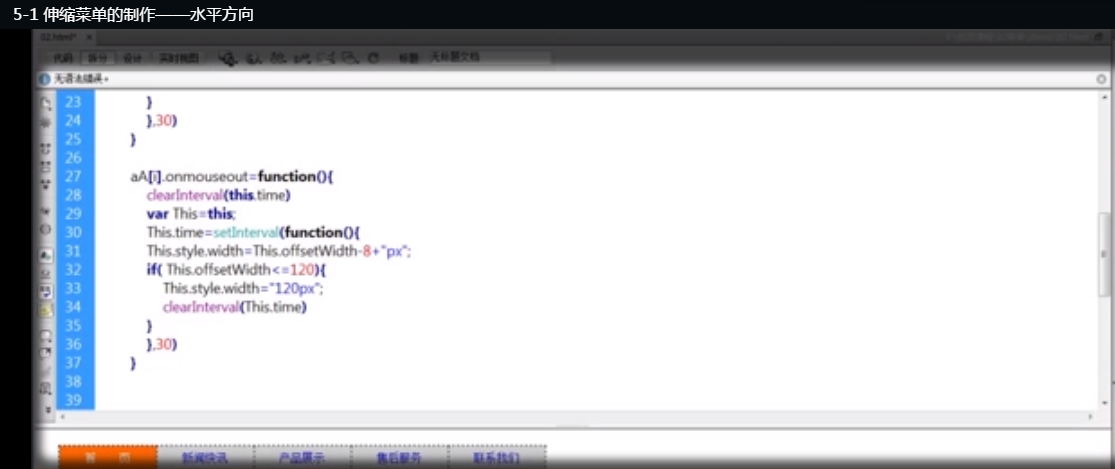 5-1 伸缩菜单的制作——水平方向
02.html* ×
代码 拆分 设计 实时视图 标题: 无标题文档
无语法错误。
23 }
24 },30)
25 }
26
27 aA[i].onmouseout=function(){
28 clearInterval(this.time)
29 var This=this;
30 This.time=setInterval(function(){
31 This.style.width=This.offsetWidth-8+"px";
32 if( This.offsetWidth<=120){
33 This.style.width="120px";
34 clearInterval(This.time)
35 }
36 },30)
37 }
38
39
首 页 新闻快讯 产品展示 售后服务 联系我们